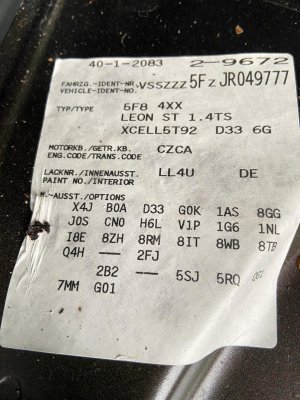 40-1-2083 2-9672
FAHRZG.-IDENT-NR. VSSZZZ5FZJR049777
VEHICLE-IDENT-NO.
TYP/TYPE 5F8 4XX
LEON ST 1.4TS
XCELL5T92 D33 6G
MOTORKB./GETR.KB. CZCA
ENG.CODE/TRANS.CODE
LACKNR./INNENAUSST. LL4U DE
PAINT NO./INTERIOR
M.-AUSST./OPTIONS
X4J B0A D33 G0K 1AS 8GG
J0S CN0 H6L V1P 1G6 1NL
I8E 8ZH 8RM 8IT 8WB 8TB
Q4H —— 2FJ
2B2 —— 5SJ 5RQ
7MM G01